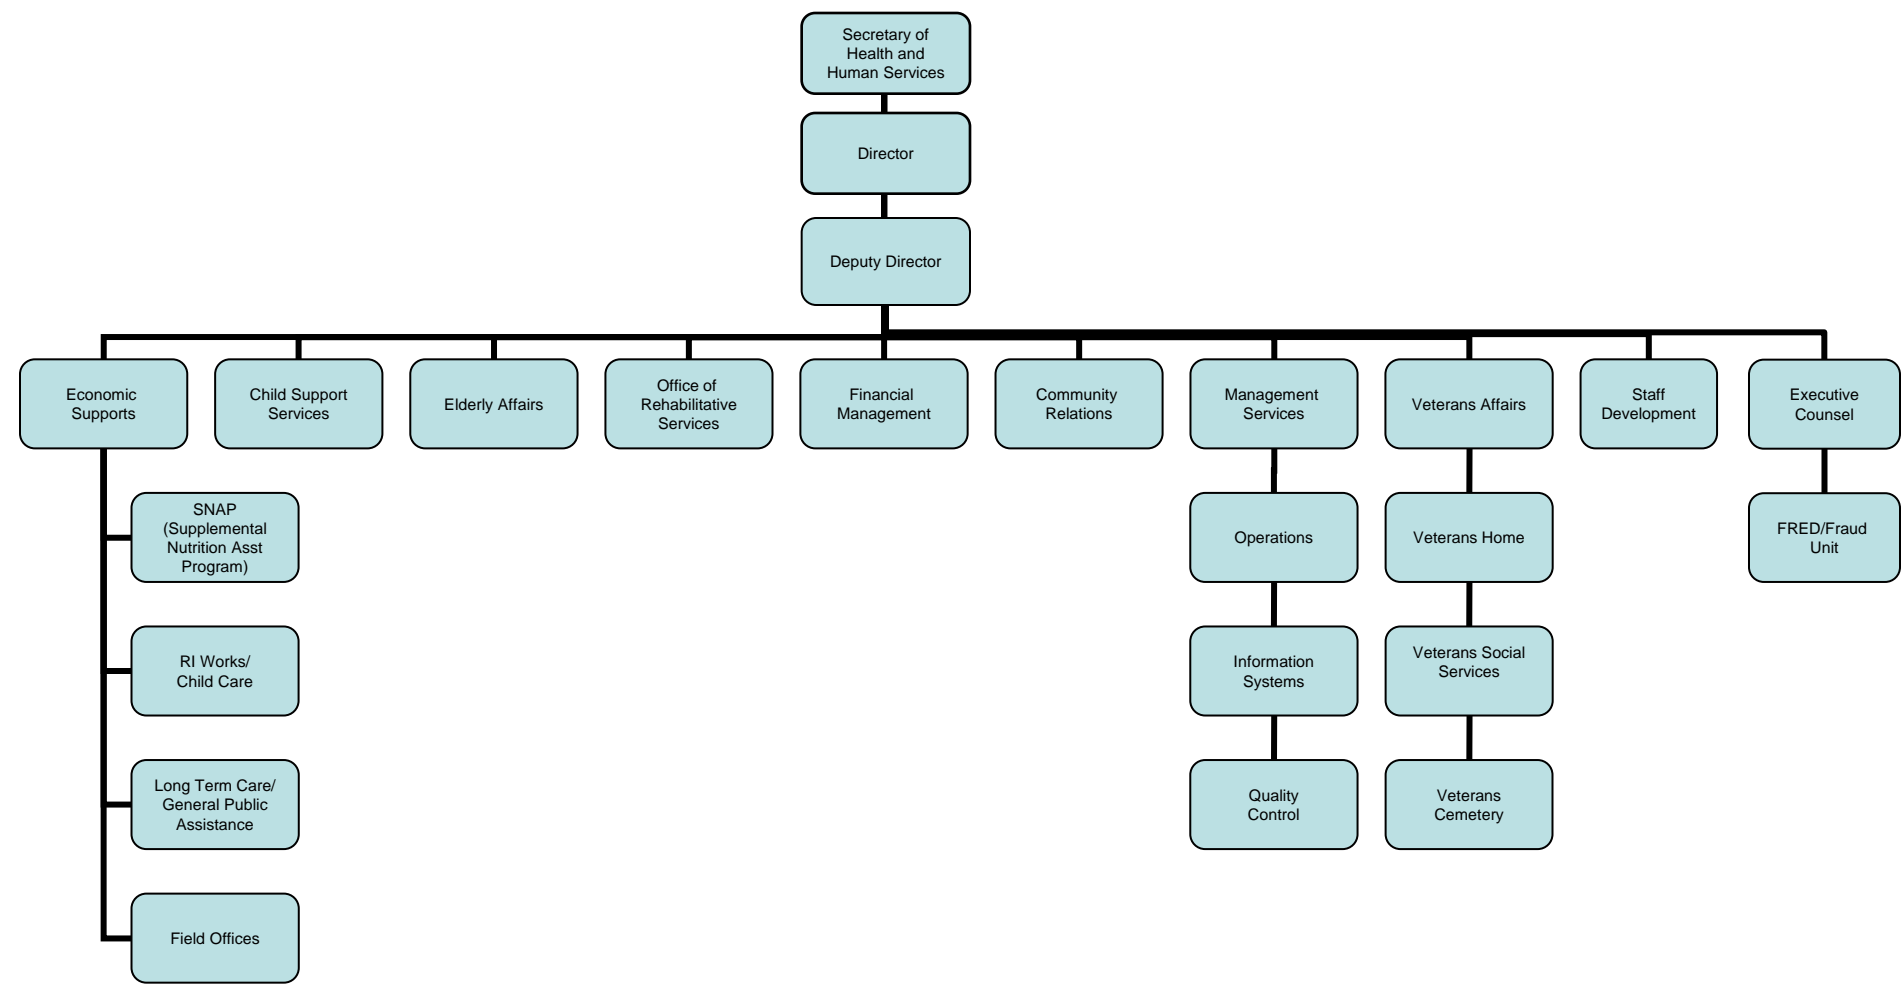 Secretary of
Health and
Human Services
Director
Deputy Director
Economic
Supports
Child Support
Services
Elderly Affairs
Office of
Rehabilitative
Services
Financial
Management
Community
Relations
Management
Services
Veterans Affairs
Staff
Development
Executive
Counsel
SNAP
(Supplemental
Nutrition Asst
Program)
Operations
Veterans Home
FRED/Fraud
Unit
RI Works/
Child Care
Information
Systems
Veterans Social
Services
Long Term Care/
General Public
Assistance
Quality
Control
Veterans
Cemetery
Field Offices